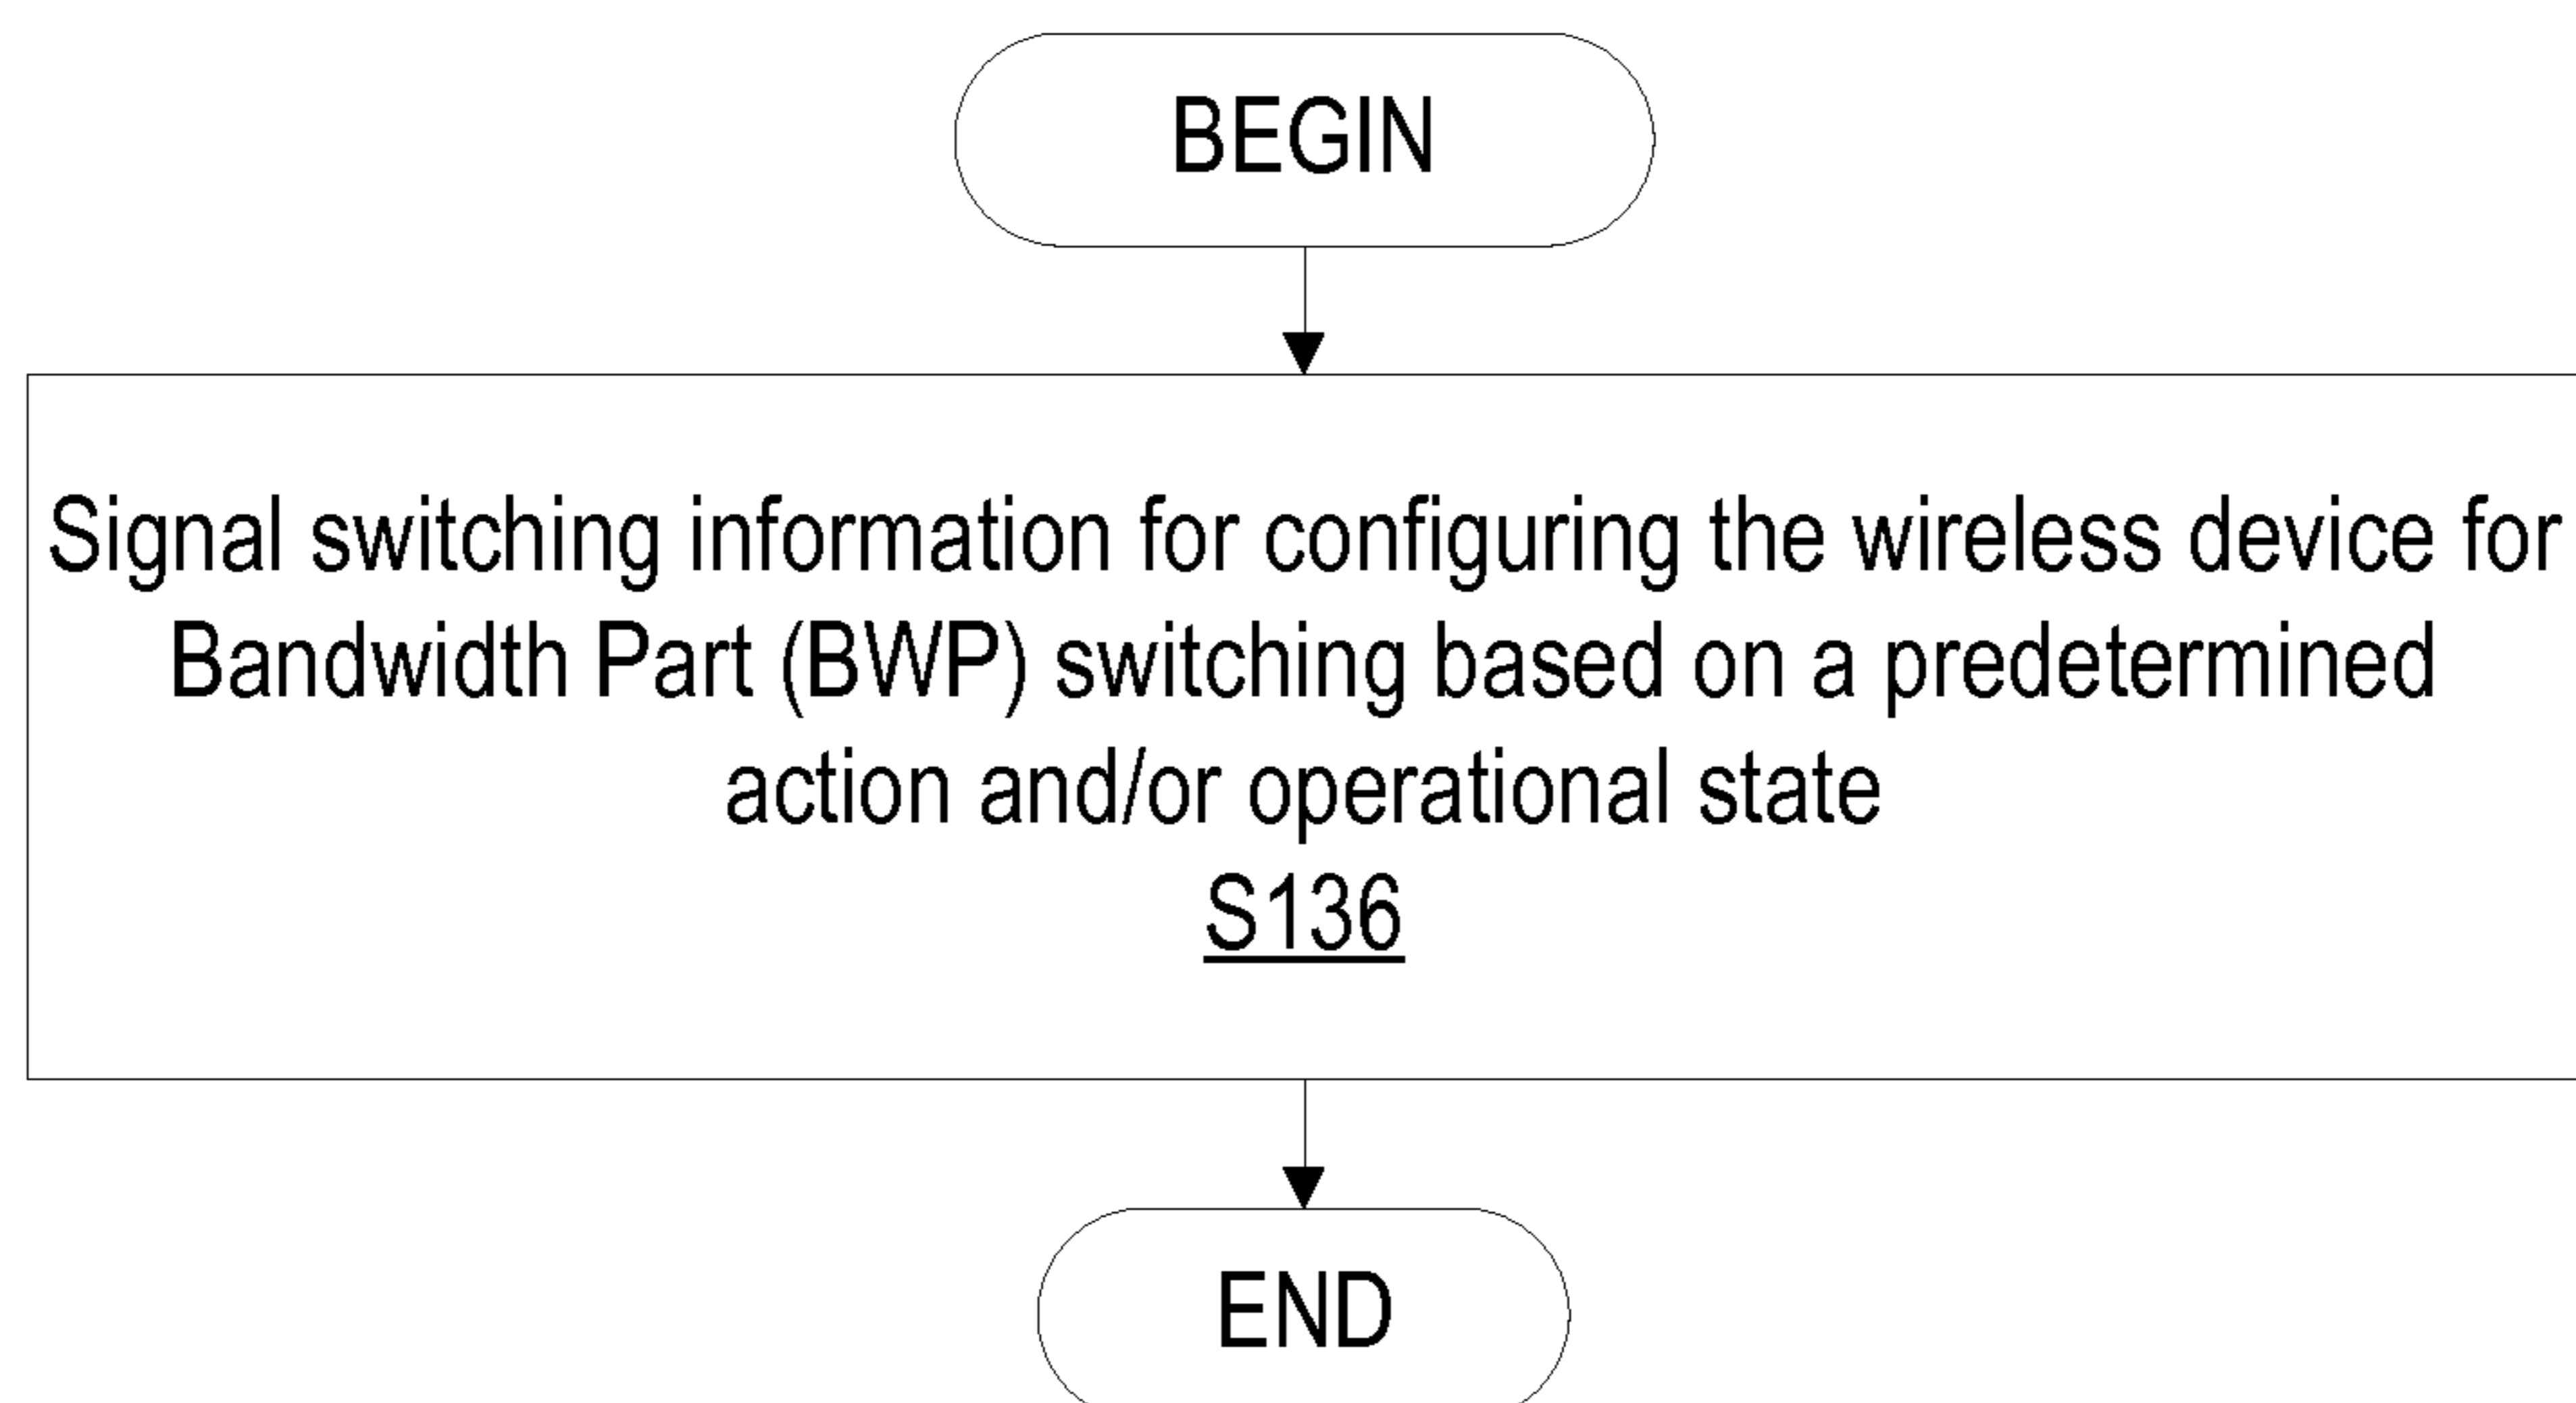 BEGIN
Signal switching information for configuring the wireless device for
Bandwidth Part (BWP) switching based on a predetermined
action and/or operational state
S136
END